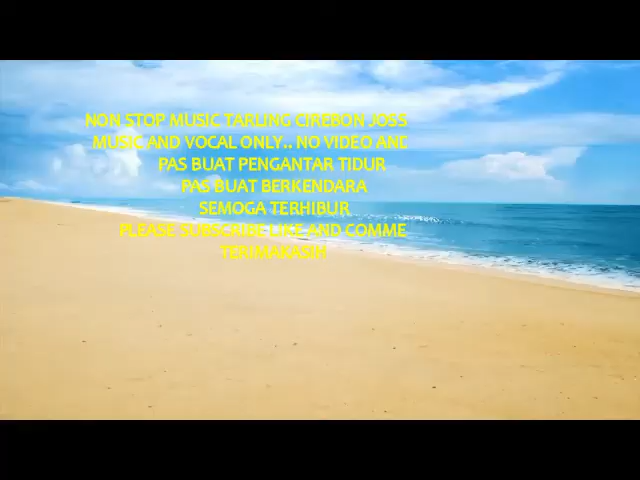 NON STOP MUSIC TARLING CIREBON JOSS
MUSIC AND VOCAL ONLY.. NO VIDEO AND
PAS BUAT PENGANTAR TIDUR
PAS BUAT BERKENDARA
SEMOGA TERHIBUR
PLEASE SUBSCRIBE LIKE AND COMME
TERIMAKASIH